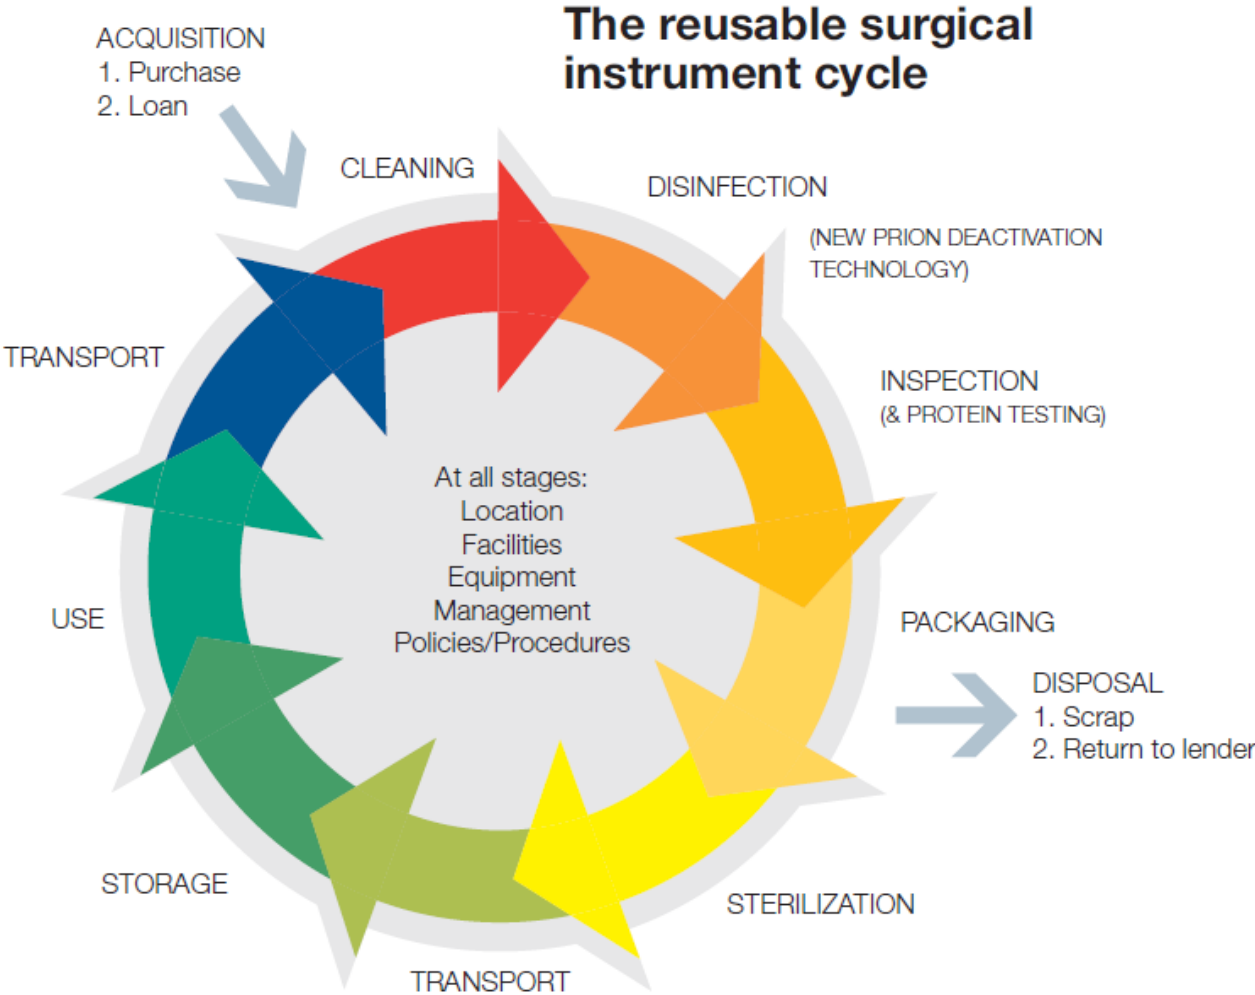 The reusable surgical
instrument cycle
ACQUISITION
1. Purchase
2. Loan
CLEANING
DISINFECTION
(NEW PRION DEACTIVATION
TECHNOLOGY)
INSPECTION
(& PROTEIN TESTING)
PACKAGING
DISPOSAL
1. Scrap
2. Return to lender
STERILIZATION
TRANSPORT
STORAGE
USE
TRANSPORT
At all stages:
Location
Facilities
Equipment
Management
Policies/Procedures